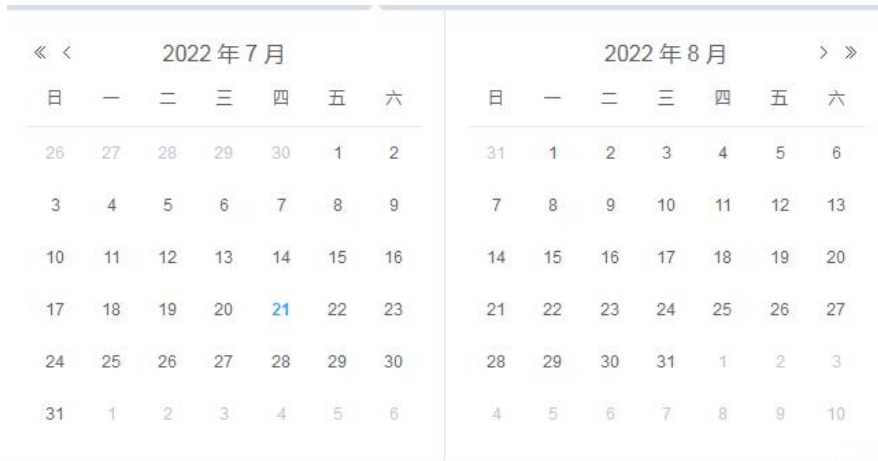 « < 2022 年 7 月
日 一 二 三 四 五 六
26 27 28 29 30 1 2
3 4 5 6 7 8 9
10 11 12 13 14 15 16
17 18 19 20 21 22 23
24 25 26 27 28 29 30
31 1 2 3 4 5 6
2022 年 8 月 > »
日 一 二 三 四 五 六
31 1 2 3 4 5 6
7 8 9 10 11 12 13
14 15 16 17 18 19 20
21 22 23 24 25 26 27
28 29 30 31 1 2 3
4 5 6 7 8 9 10